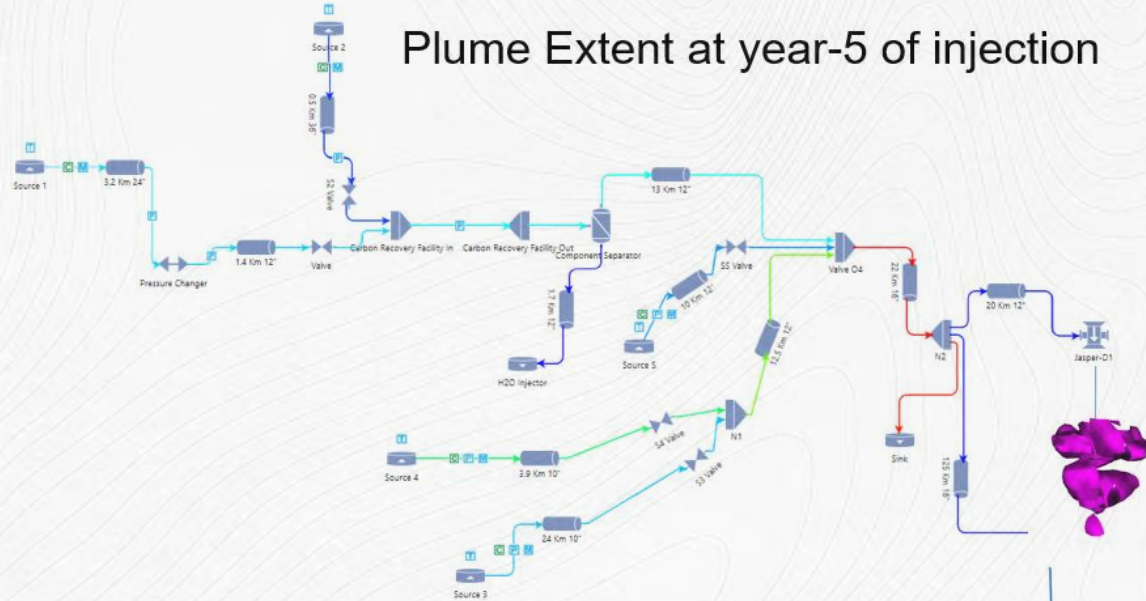 Plume Extent at year-5 of injection
T
Source 2
C M
0.5 Km 36"
P
S2 Valve
T
Source 1
C M
3.2 Km 24"
P
Pressure Changer
P
1.4 Km 12"
Valve
Carbon Recovery Facility In
P
Carbon Recovery Facility Out
Component Separator
13 Km 12"
1.7 Km 12"
H2O Injector
T
C P M
Source 5
10 Km 12"
S5 Valve
Valve O4
22 Km 16"
N2
20 Km 12"
Jasper-D1
Sink
125 Km 16"
12.5 Km 12"
N1
S4 Valve
S3 Valve
T
Source 4
C P M
3.9 Km 10"
T
Source 3
C P M
24 Km 10"